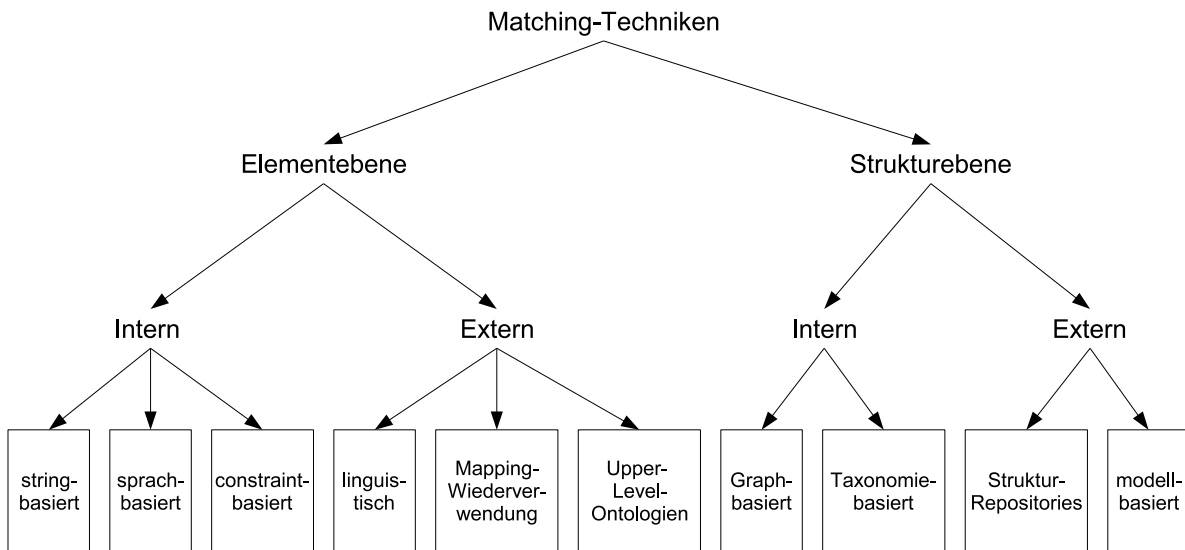 Matching-Techniken
Elementebene
Strukturebene
Intern
Extern
Intern
Extern
string-
basiert
sprach-
basiert
constraint-
basiert
linguis-
tisch
Mapping-
Wiederver-
wendung
Upper-
Level-
Ontologien
Graph-
basiert
Taxonomie-
basiert
Struktur-
Repositories
modell-
basiert